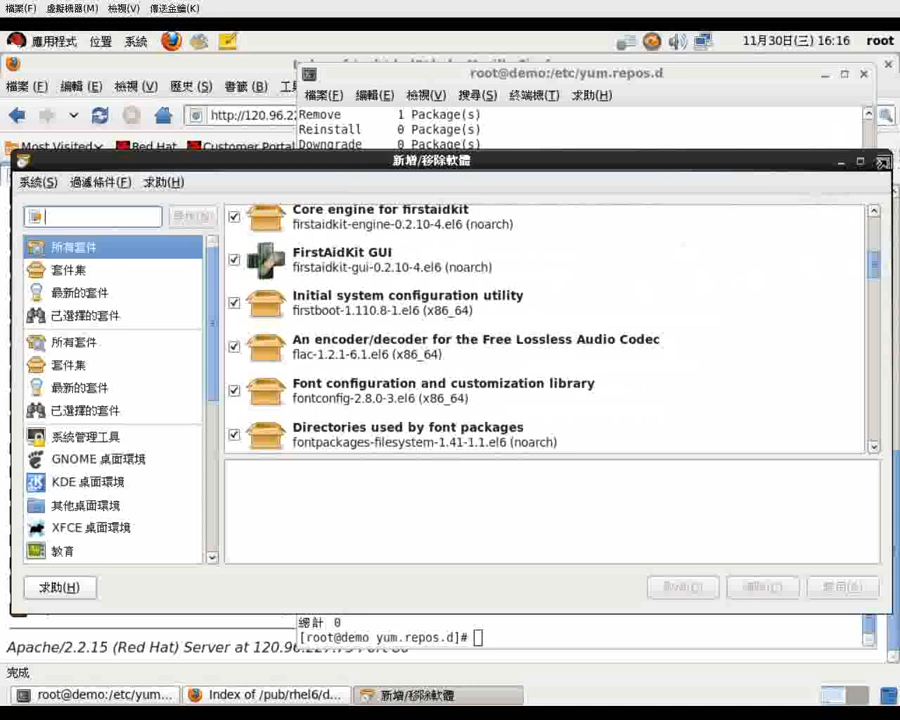 檔案(F) 虛擬機器(M) 檢視(V) 傳送金鑰(K)
應用程式 位置 系統 11月30日(三) 16:16 root
root@demo:/etc/yum.repos.d
檔案(F) 編輯(E) 檢視(V) 歷史(S) 書籤(B)
檔案(F) 編輯(E) 檢視(V) 搜尋(S) 終端機(T) 求助(H)
http://120.96.22
Remove 1 Package(s)
Reinstall 0 Package(s)
Downgrade 0 Package(s)
Most Visited Red Hat Customer Portal
新增/移除軟體
系統(S) 過濾條件(F) 求助(H)
所有套件
套件集
最新的套件
已選擇的套件
所有套件
套件集
最新的套件
已選擇的套件
系統管理工具
GNOME 桌面環境
KDE 桌面環境
其他桌面環境
XFCE 桌面環境
教育
Core engine for firstaidkit
firstaidkit-engine-0.2.10-4.el6 (noarch)
FirstAidKit GUI
firstaidkit-gui-0.2.10-4.el6 (noarch)
Initial system configuration utility
firstboot-1.110.8-1.el6 (x86_64)
An encoder/decoder for the Free Lossless Audio Codec
flac-1.2.1-6.1.el6 (x86_64)
Font configuration and customization library
fontconfig-2.8.0-3.el6 (x86_64)
Directories used by font packages
fontpackages-filesystem-1.41-1.1.el6 (noarch)
求助(H)
總計 0
[root@demo yum.repos.d]#
Apache/2.2.15 (Red Hat) Server at
完成
root@demo:/etc/yum...
Index of /pub/rhel6/d...
新增/移除軟體